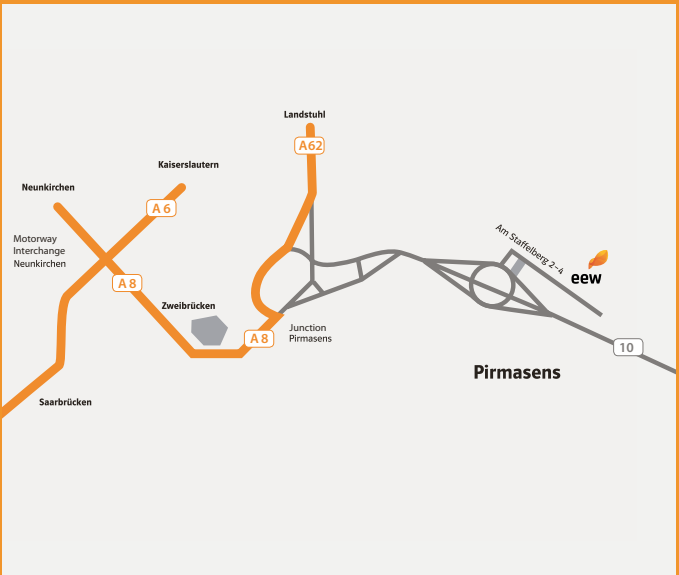 Landstuhl
A62
Kaiserslautern
Neunkirchen
A 6
Am Staffelberg 2-4
Motorway
Interchange
Neunkirchen
eew
A 8
Zweibrücken
Junction
Pirmasens
A 8
10
Pirmasens
Saarbrücken